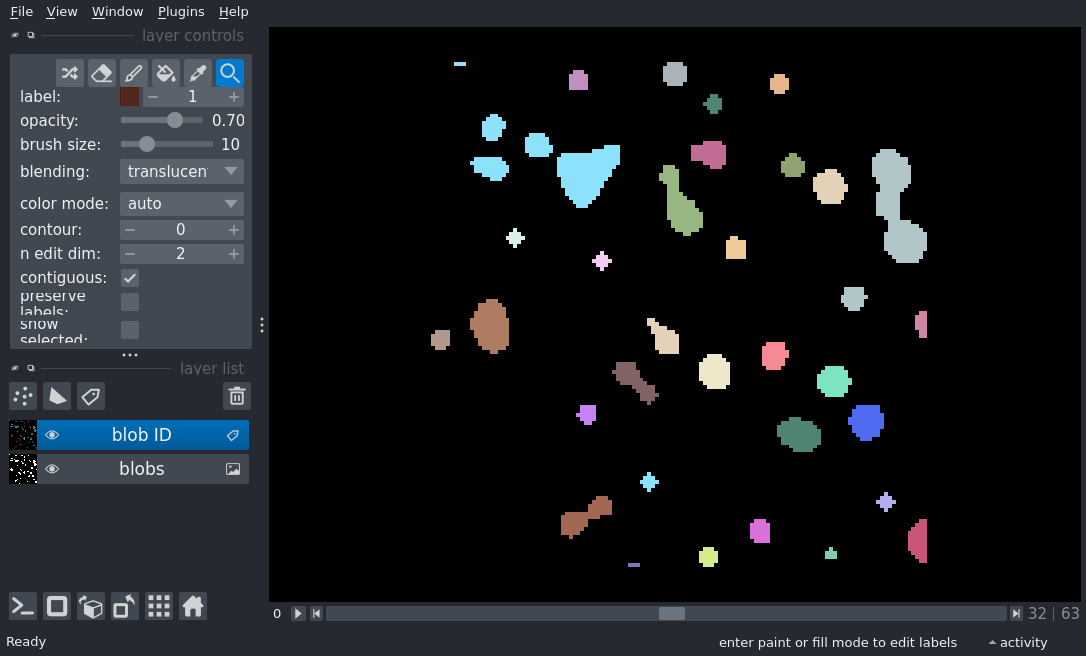 File View Window Plugins Help
layer controls
label: 1
opacity: 0.70
brush size: 10
blending: translucen
color mode: auto
contour: 0
n edit dim: 2
contiguous:
preserve
labels:
show
selected:
layer list
blob ID
blobs
0 32 | 63
Ready enter paint or fill mode to edit labels activity